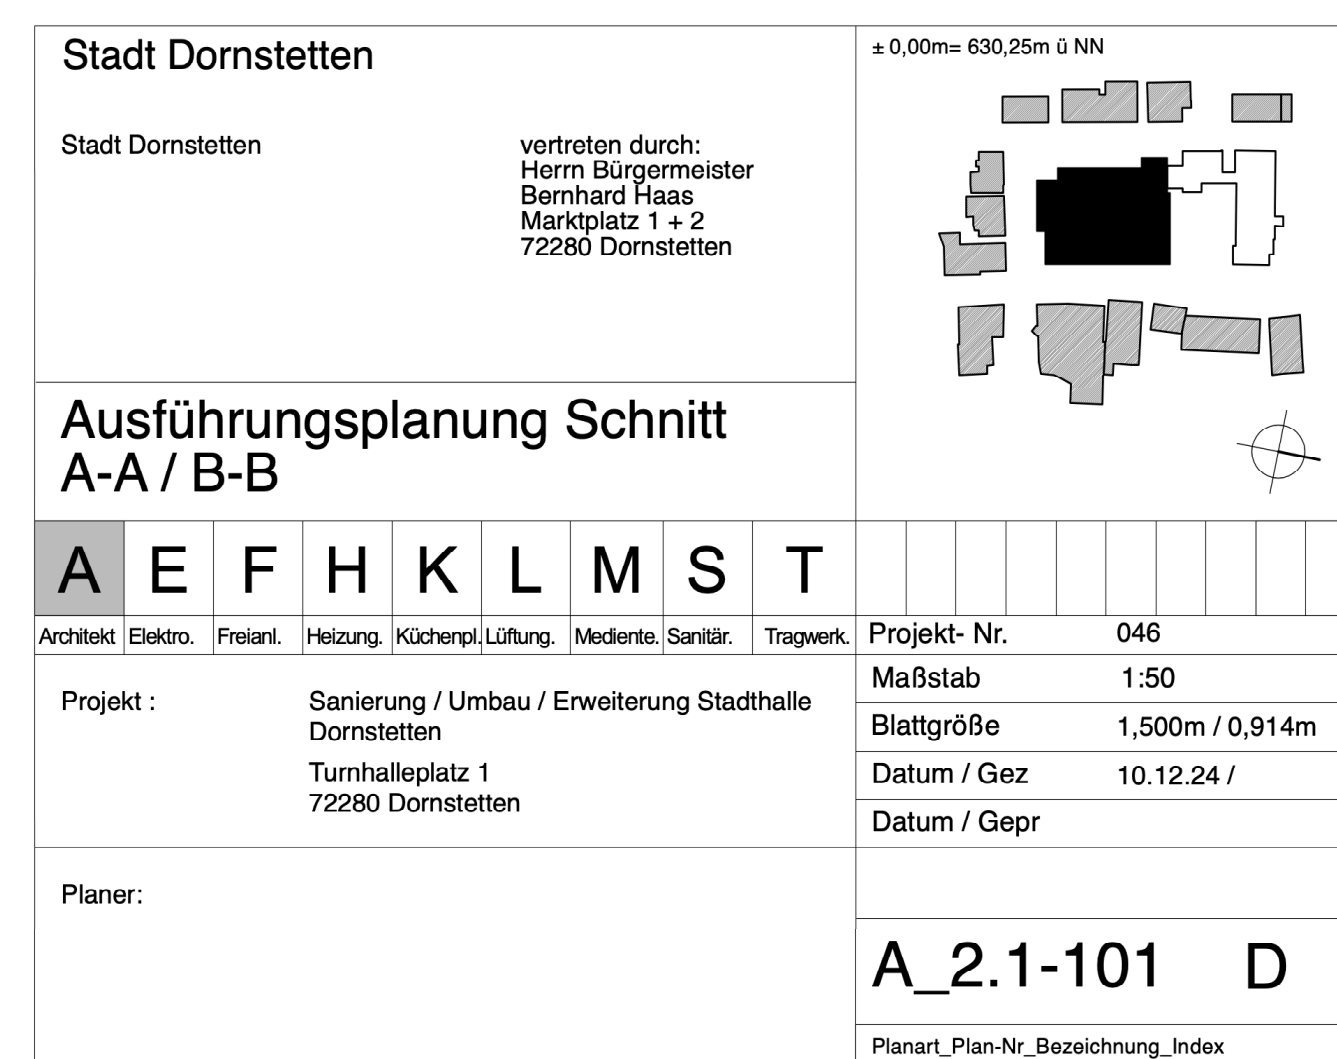 Stadt Dornstetten
± 0,00m= 630,25m ü NN
Stadt Dornstetten
vertreten durch:
Herrn Bürgermeister
Bernhard Haas
Marktplatz 1 + 2
72280 Dornstetten
Ausführungsplanung Schnitt
A-A / B-B
A E F H K L M S T
Architekt Elektro. Freianl. Heizung. Küchenpl. Lüftung. Mediente. Sanitär. Tragwerk.
Projekt- Nr. 046
Maßstab 1:50
Blattgröße 1,500m / 0,914m
Datum / Gez 10.12.24 /
Datum / Gepr
Projekt : Sanierung / Umbau / Erweiterung Stadthalle
Dornstetten
Turnhalleplatz 1
72280 Dornstetten
Planer:
A_2.1-101 D
Planart_Plan-Nr_Bezeichnung_Index